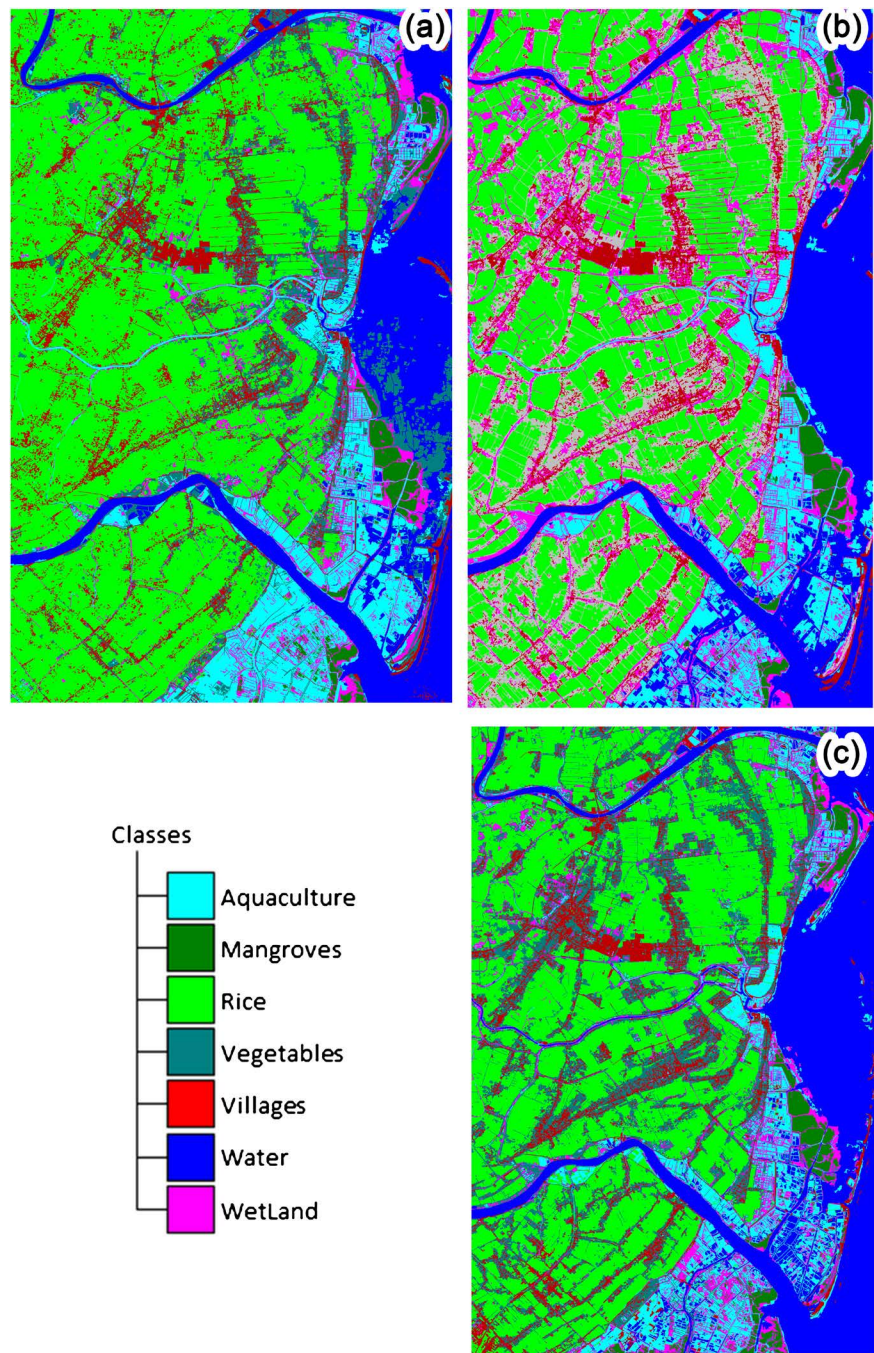 (a)
(b)
(c)
Classes
Aquaculture
Mangroves
Rice
Vegetables
Villages
Water
WetLand